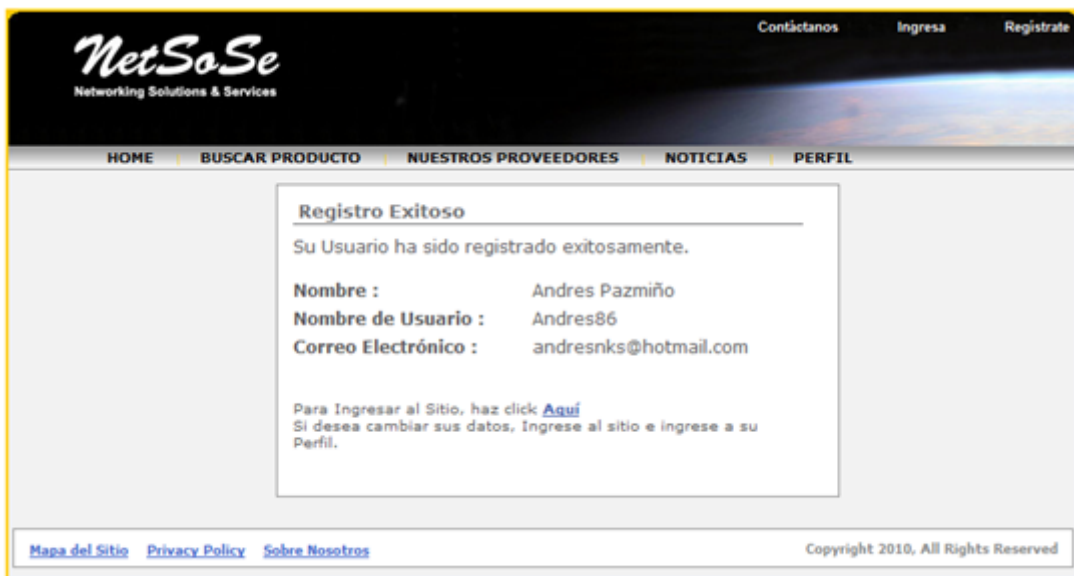 Contáctanos Ingresa Regístrate
NetSoSe
Networking Solutions & Services
HOME BUSCAR PRODUCTO NUESTROS PROVEEDORES NOTICIAS PERFIL
Registro Exitoso
Su Usuario ha sido registrado exitosamente.
Nombre : Andres Pazmiño
Nombre de Usuario : Andres86
Correo Electrónico : andresnks@hotmail.com
Para Ingresar al Sitio, haz click Aquí
Si desea cambiar sus datos, Ingrese al sitio e ingrese a su
Perfil.
Mapa del Sitio Privacy Policy Sobre Nosotros Copyright 2010, All Rights Reserved